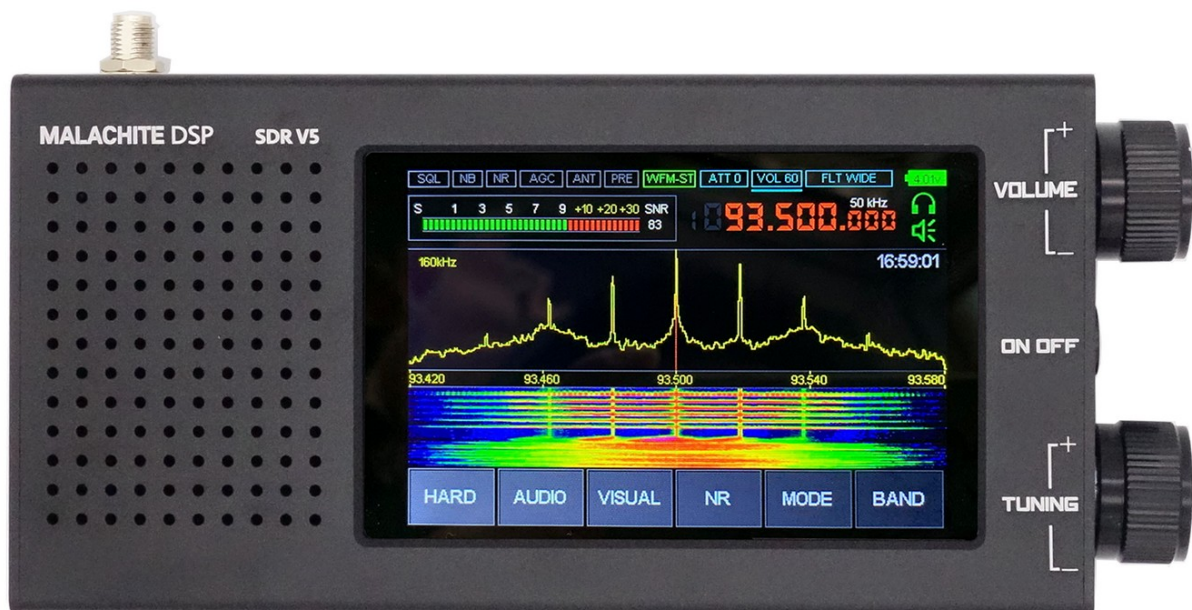 MALACHITE DSP SDR V5
SQL NB NR AGC ANT PRE WFM-ST ATT 0 VOL 60 FLT WIDE 4.01V
S 1 3 5 7 9 +10 +20 +30 SNR
83
50 kHz
93.500.000
160kHz 16:59:01
93.420 93.460 93.500 93.540 93.580
HARD AUDIO VISUAL NR MODE BAND
+
VOLUME
−
ON OFF
+
TUNING
−